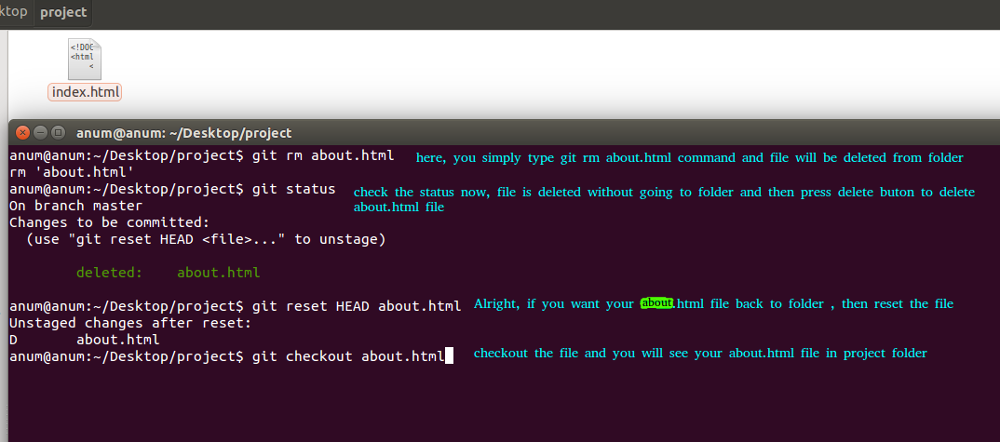 ktop project
<!DOE
<html
<
index.html
anum@anum: ~/Desktop/project
anum@anum:~/Desktop/project$ git rm about.html
here, you simply type git rm about.html command and file will be deleted from folder
rm 'about.html'
anum@anum:~/Desktop/project$ git status
check the status now, file is deleted without going to folder and then press delete buton to delete
about.html file
On branch master
Changes to be committed:
(use "git reset HEAD <file>..." to unstage)
deleted: about.html
anum@anum:~/Desktop/project$ git reset HEAD about.html
Alright, if you want your about.html file back to folder , then reset the file
Unstaged changes after reset:
D about.html
anum@anum:~/Desktop/project$ git checkout about.html
checkout the file and you will see your about.html file in project folder